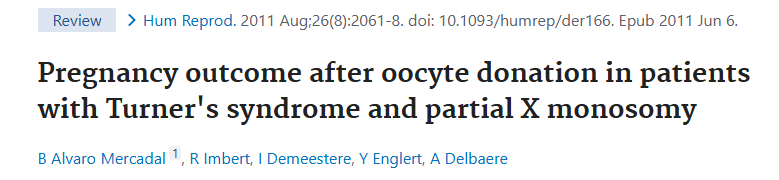 Review Hum Reprod. 2011 Aug;26(8):2061-8. doi: 10.1093/humrep/der166. Epub 2011 Jun 6.
Pregnancy outcome after oocyte donation in patients
with Turner's syndrome and partial X monosomy
B Alvaro Mercadal 1, R Imbert, I Demeestere, Y Englert, A Delbaere